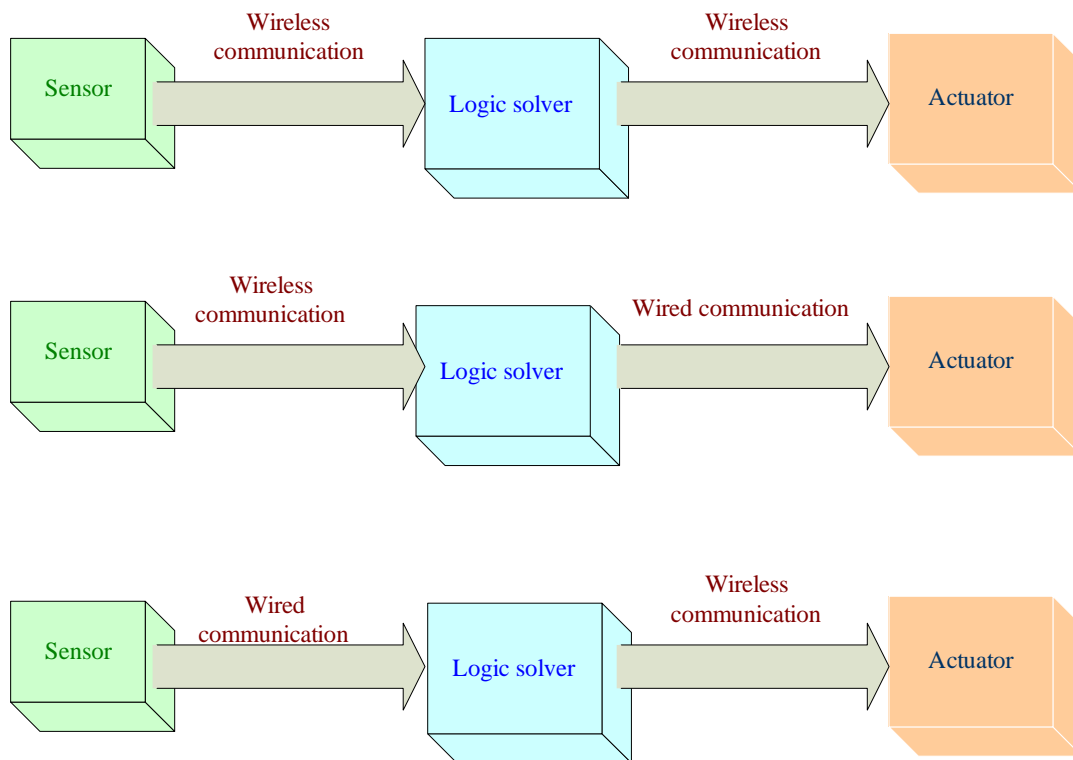 Wireless
communication
Wireless
communication
Sensor
Logic solver
Actuator
Wireless
communication
Wired communication
Sensor
Logic solver
Actuator
Wired
communication
Wireless
communication
Sensor
Logic solver
Actuator